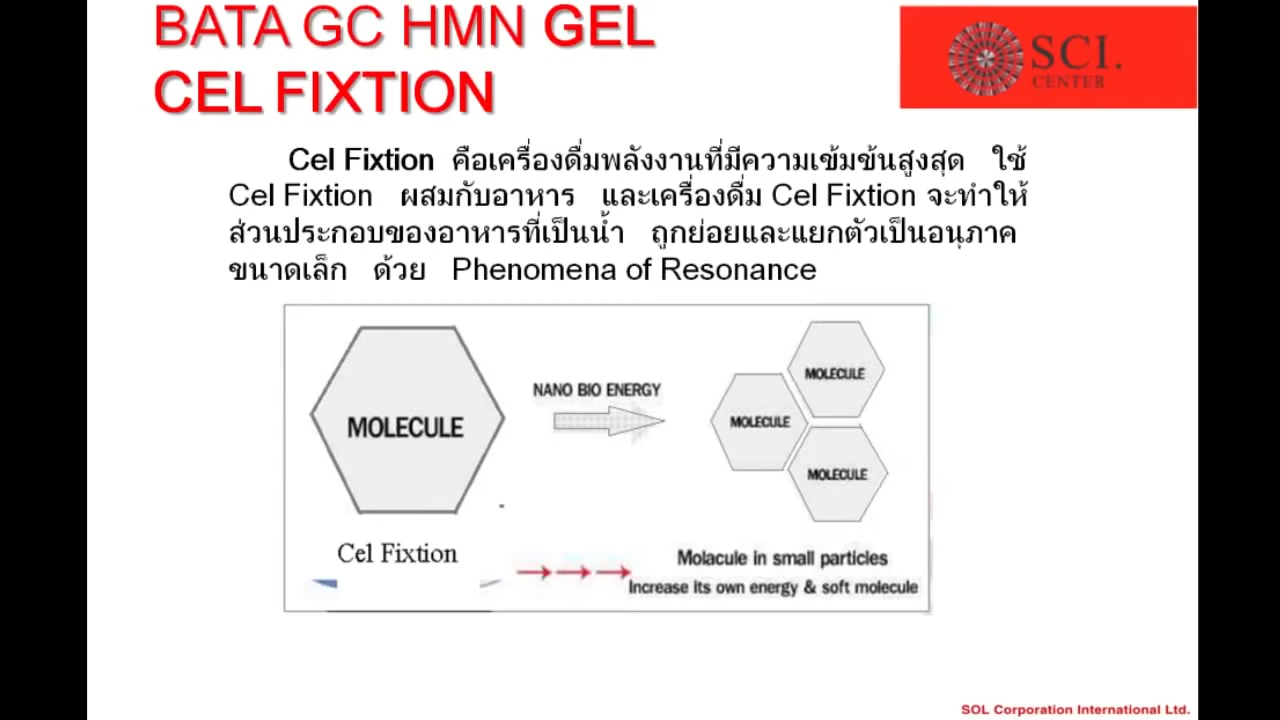 BATA GC HMN GEL
CEL FIXTION
SCI.
CENTER
Cel Fixtion คือเครื่องดื่มพลังงานที่มีความเข้มข้นสูงสุด ใช้
Cel Fixtion ผสมกับอาหาร และเครื่องดื่ม Cel Fixtion จะทำให้
ส่วนประกอบของอาหารที่เป็นน้ำ ถูกย่อยและแยกตัวเป็นอนุภาค
ขนาดเล็ก ด้วย Phenomena of Resonance
MOLECULE
NANO BIO ENERGY
MOLECULE
MOLECULE
MOLECULE
Cel Fixtion
Molacule in small particles
Increase its own energy & soft molecule
SOL Corporation International Ltd.